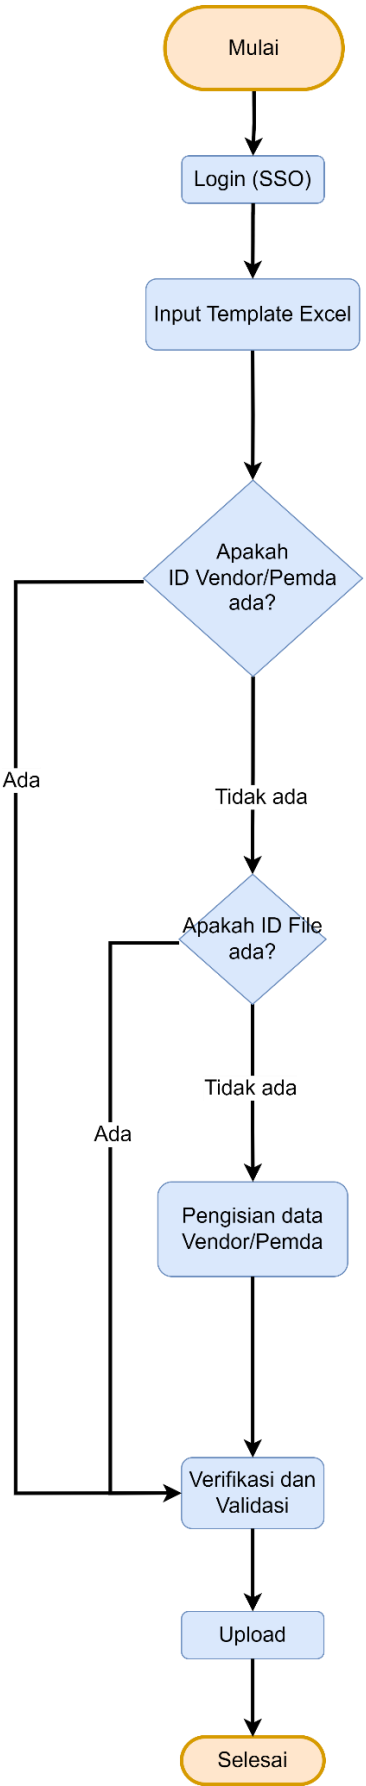 Mulai
Login (SSO)
Input Template Excel
Apakah
ID Vendor/Pemda
ada?
Ada
Tidak ada
Apakah ID File
ada?
Tidak ada
Ada
Pengisian data
Vendor/Pemda
Verifikasi dan
Validasi
Upload
Selesai